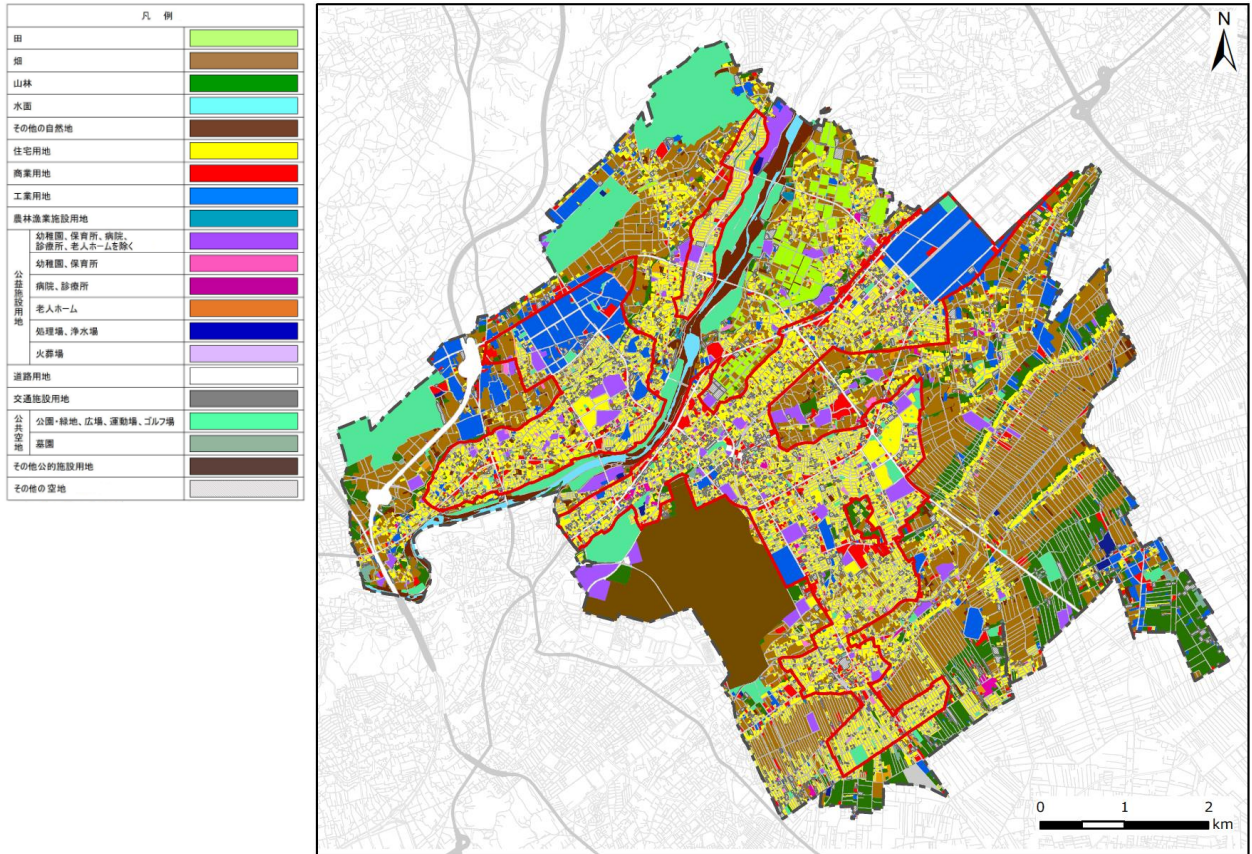 凡 例
田
畑
山林
水面
その他の自然地
住宅用地
商業用地
工業用地
農林漁業施設用地
公益施設用地
幼稚園、保育所、病院、
診療所、老人ホームを除く
幼稚園、保育所
病院、診療所
老人ホーム
処理場、浄水場
火葬場
道路用地
交通施設用地
公共空地
公園・緑地、広場、運動場、ゴルフ場
墓園
その他公的施設用地
その他の空地
N
0 1 2
km